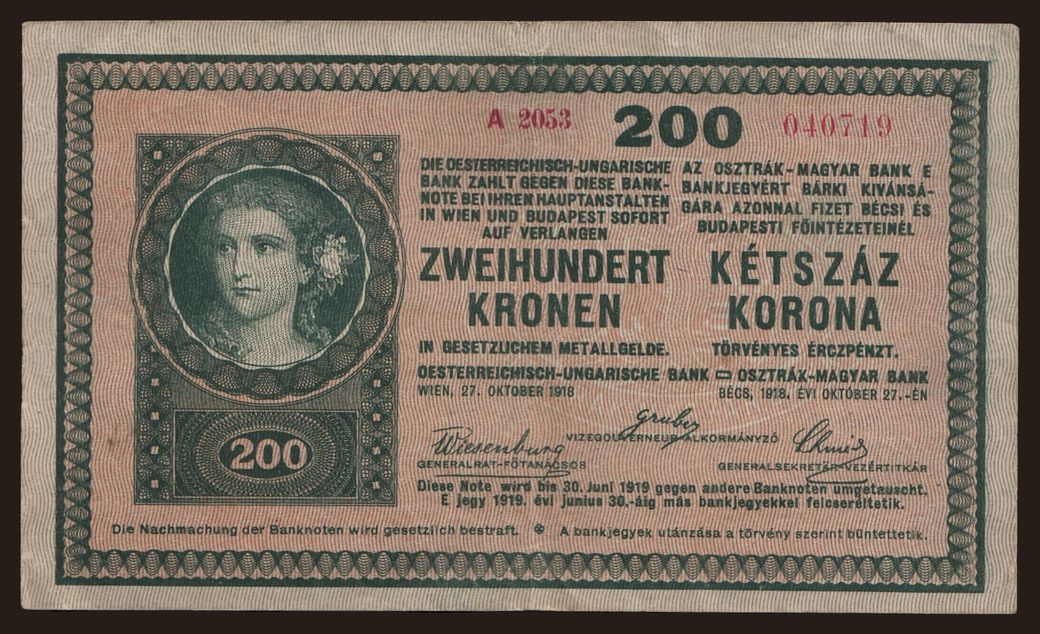 A 2053 200 040719
DIE OESTERREICHISCH-UNGARISCHE
BANK ZAHLT GEGEN DIESE BANK-
NOTE BEI IHREN HAUPTANSTALTEN
IN WIEN UND BUDAPEST SOFORT
AUF VERLANGEN
ZWEIHUNDERT
KRONEN
IN GESETZLICHEM METALLGELDE.
AZ OSZTRÁK-MAGYAR BANK E
BANKJEGYÉRT BÁRKI KIVÁNSÁ-
GÁRA AZONNAL FIZET BÉCSI ÉS
BUDAPESTI FŐINTÉZETEINÉL
KÉTSZÁZ
KORONA
TÖRVÉNYES ÉRCZPÉNZT.
OESTERREICHISCH-UNGARISCHE BANK OSZTRÁK-MAGYAR BANK
WIEN, 27. OKTOBER 1918 BÉCS, 1918. ÉVI OKTÓBER 27.-ÉN
Gruber
Wiesenburg
VIZEGOUVERNEUR-ALKORMÁNYZÓ
GENERALRAT-FŐTANÁCSOS GENERALSEKRETÄR-VEZÉRTITKÁR
200
Diese Note wird bis 30. Juni 1919 gegen andere Banknoten umgetauscht.
E jegy 1919. évi junius 30.-áig más bankjegyekkel felcseréltetik.
Die Nachmachung der Banknoten wird gesetzlich bestraft. A bankjegyek utánzása a törvény szerint büntettetik.